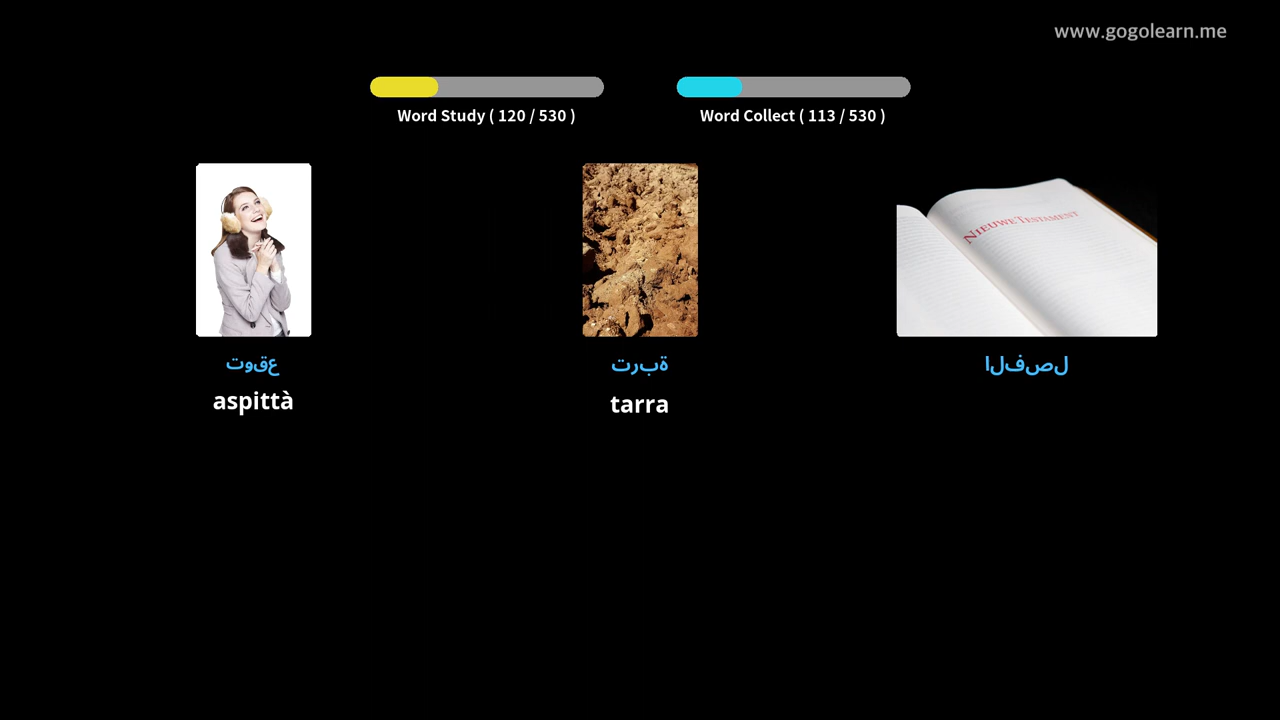 www.gogolearn.me
Word Study ( 120 / 530 )
Word Collect ( 113 / 530 )
توقع
تربة
الفصل
aspittà
tarra
NIEUWE TESTAMENT